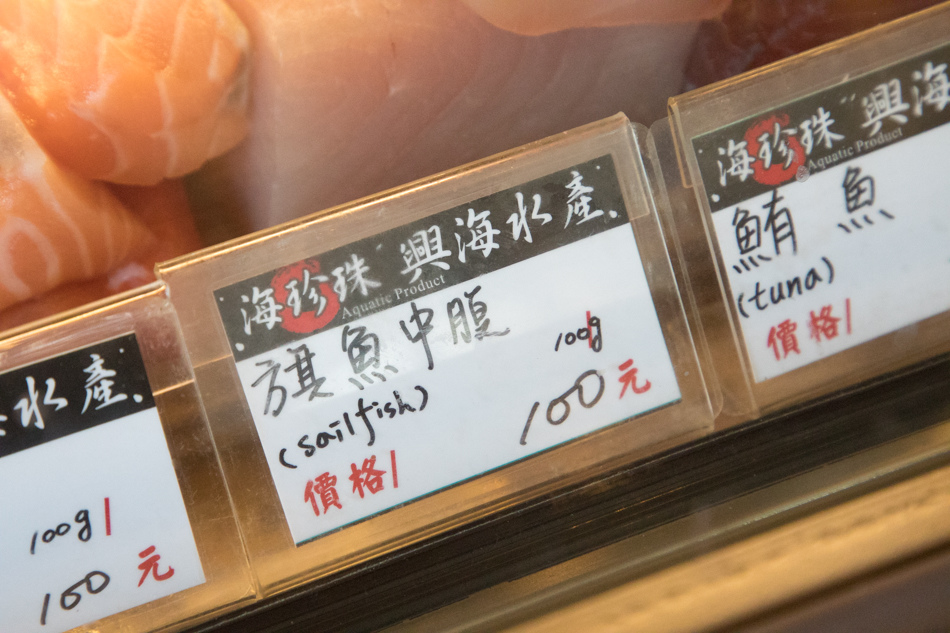 水產
100g
100元
海珍珠 興海水產
Aquatic Product
旗魚中腹
(sailfish)
100g
價格 100元
海珍珠 興海
Aquatic Product
鮪魚
(tuna)
價格